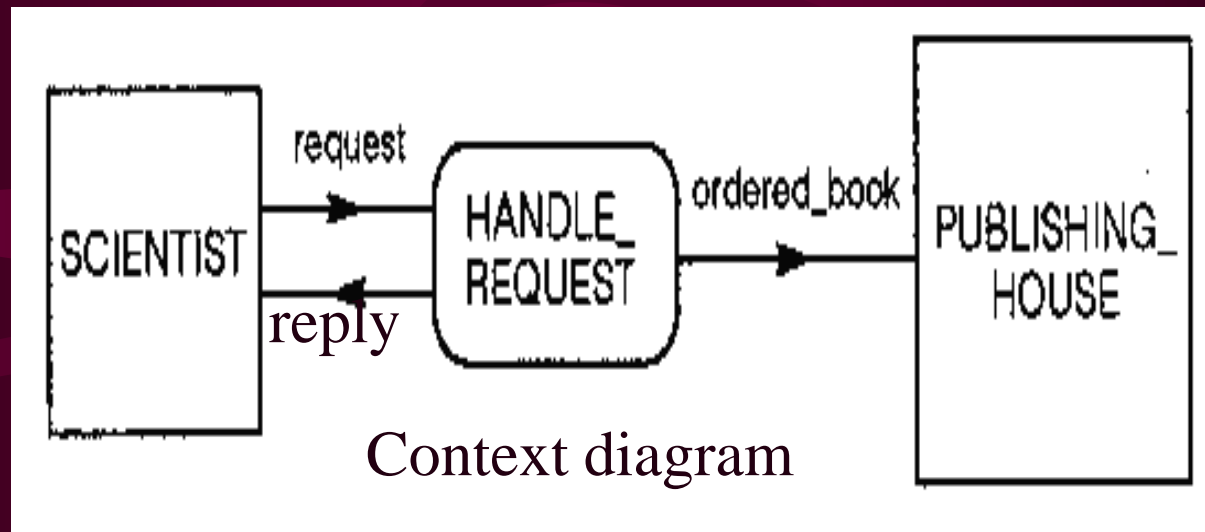 request
SCIENTIST
reply
HANDLE_
REQUEST
ordered_book
PUBLISHING_
HOUSE
Context diagram